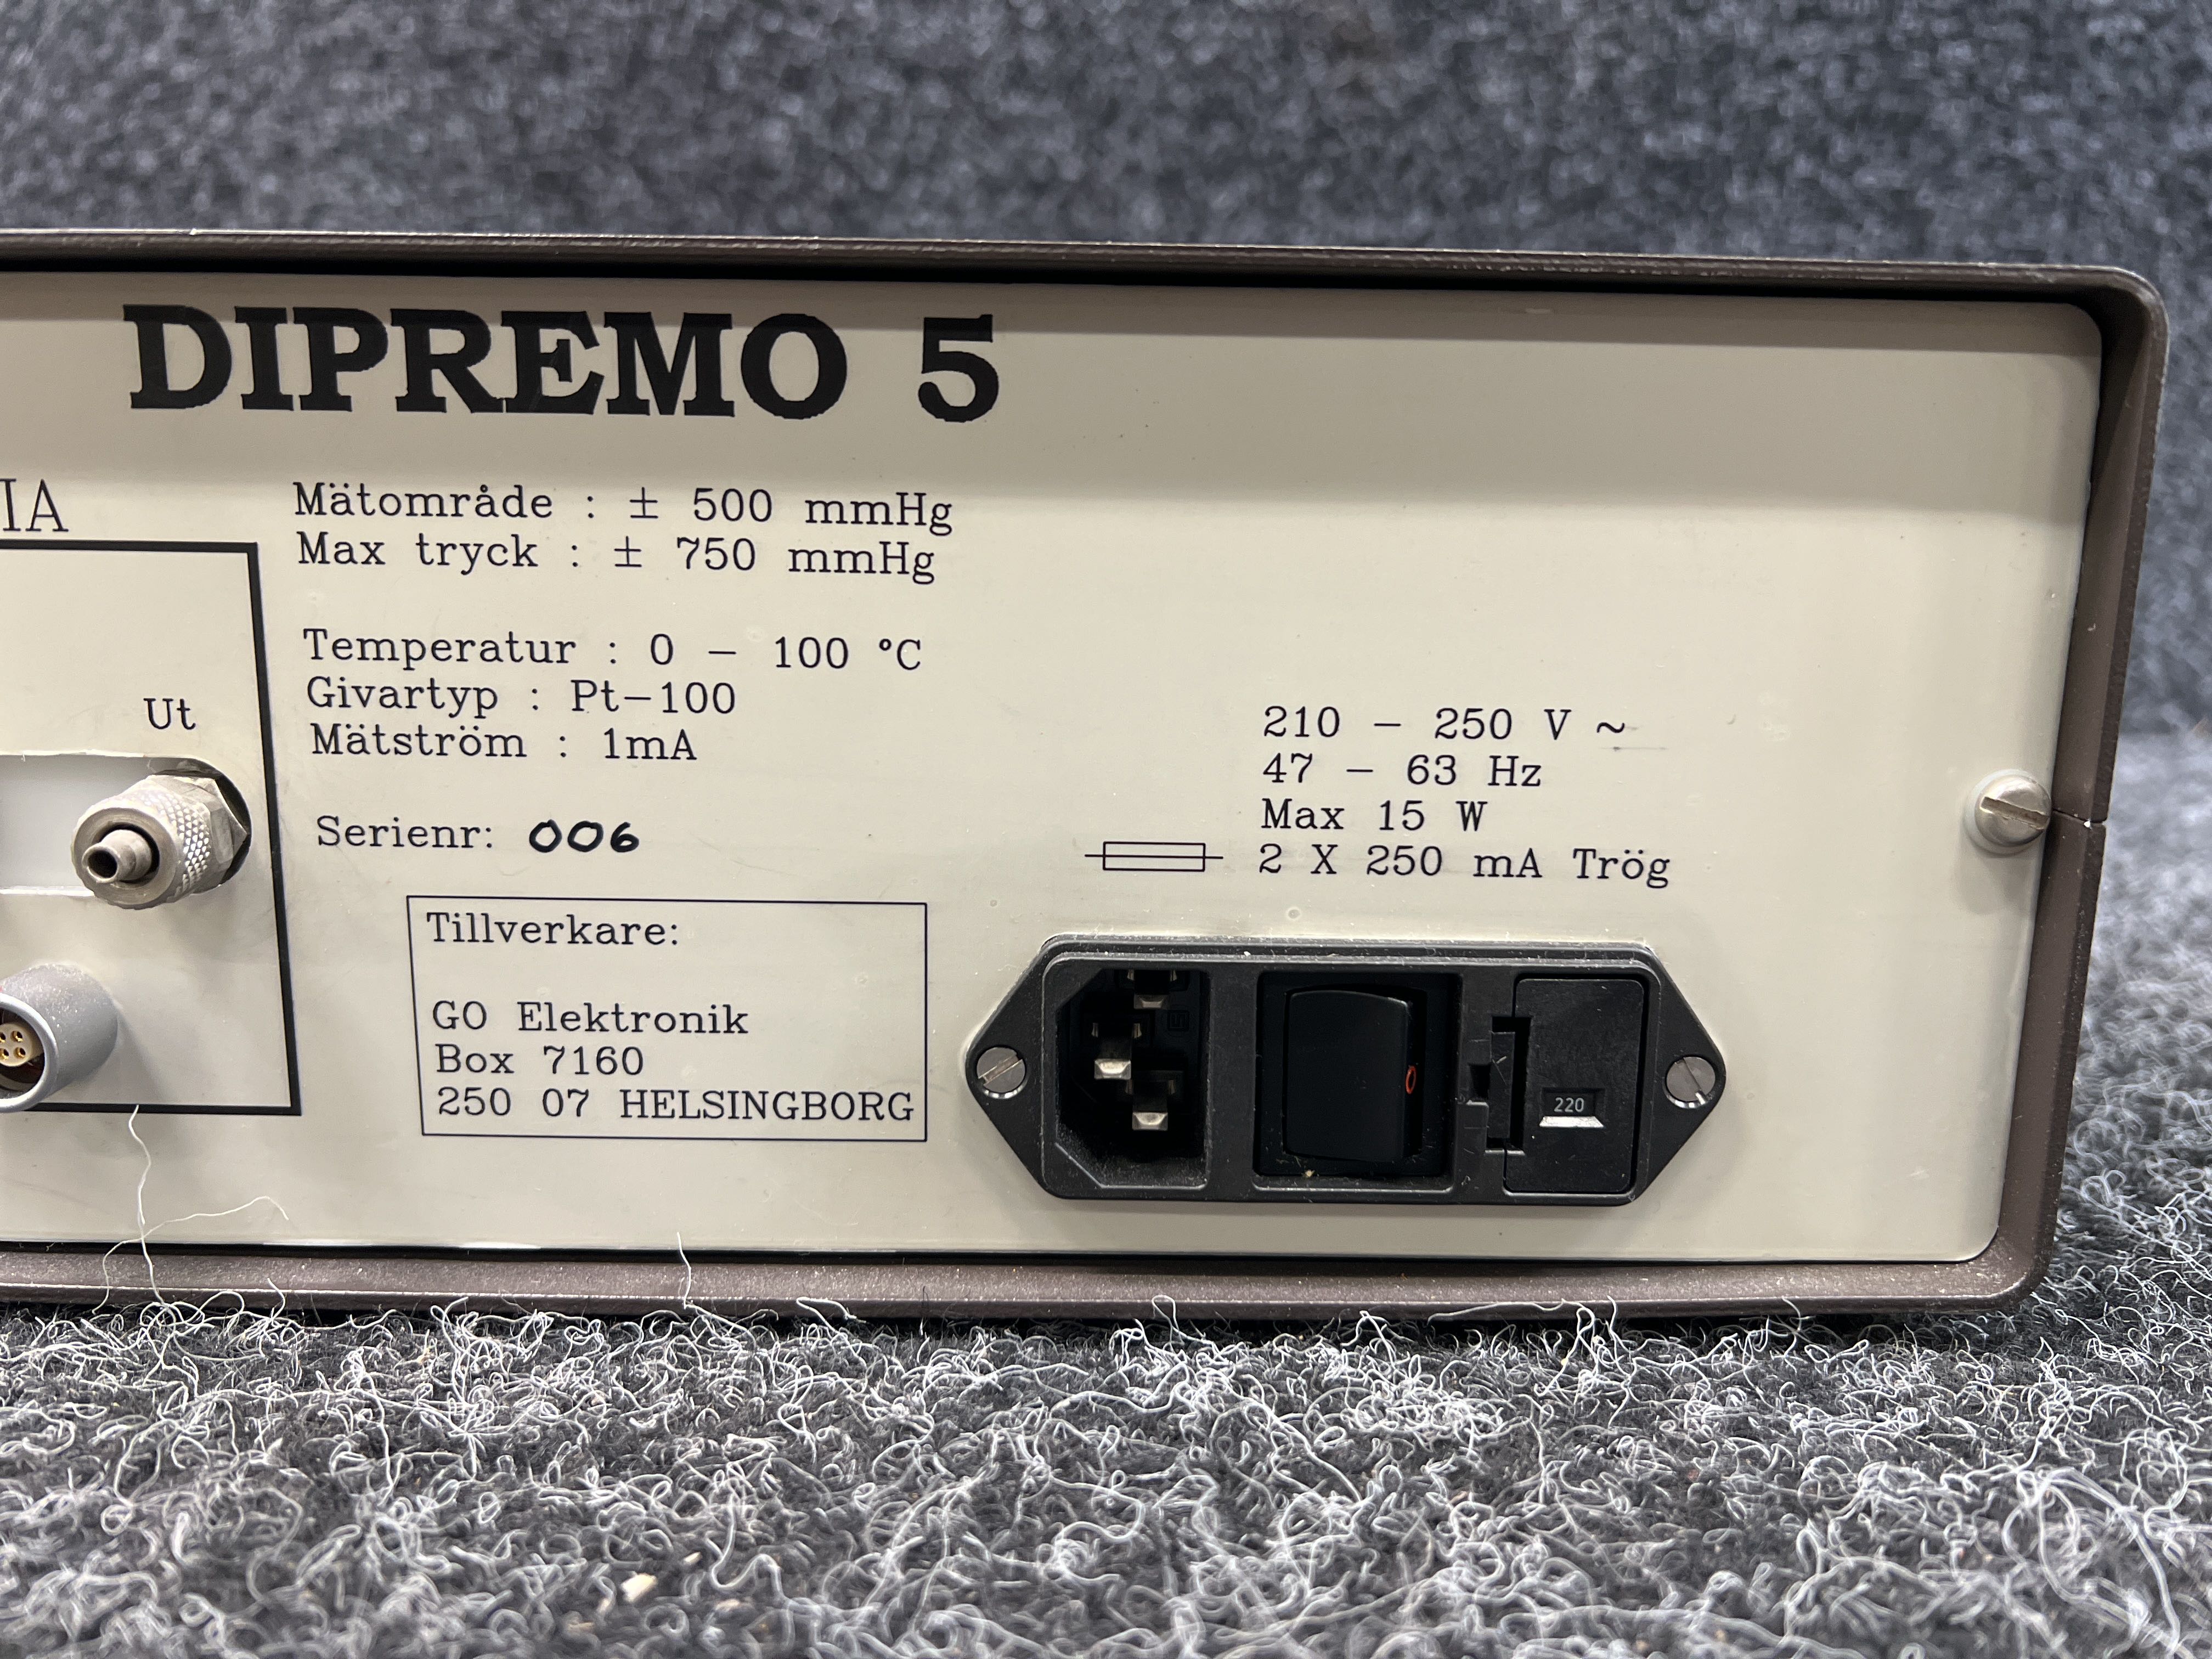 DIPREMO 5
IA
Mätområde : ± 500 mmHg
Max tryck : ± 750 mmHg
Temperatur : 0 – 100 °C
Givartyp : Pt–100
Mätström : 1mA
Ut
Serienr: 006
Tillverkare:
GO Elektronik
Box 7160
250 07 HELSINGBORG
210 – 250 V ~
47 – 63 Hz
Max 15 W
2 X 250 mA Trög
220